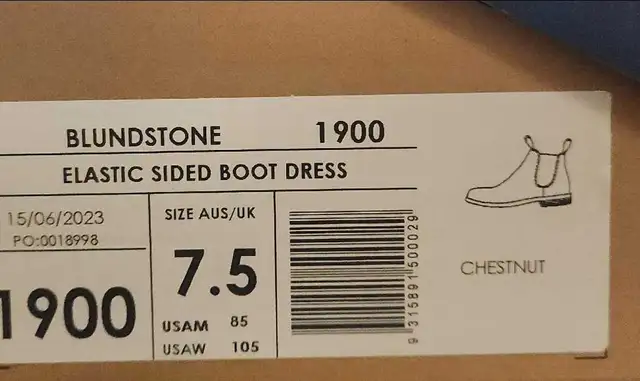 BLUNDSTONE 1900
ELASTIC SIDED BOOT DRESS
15/06/2023
PO:0018998
1900
SIZE AUS/UK
7.5
USAM 85
USAW 105
9315891500029
CHESTNUT